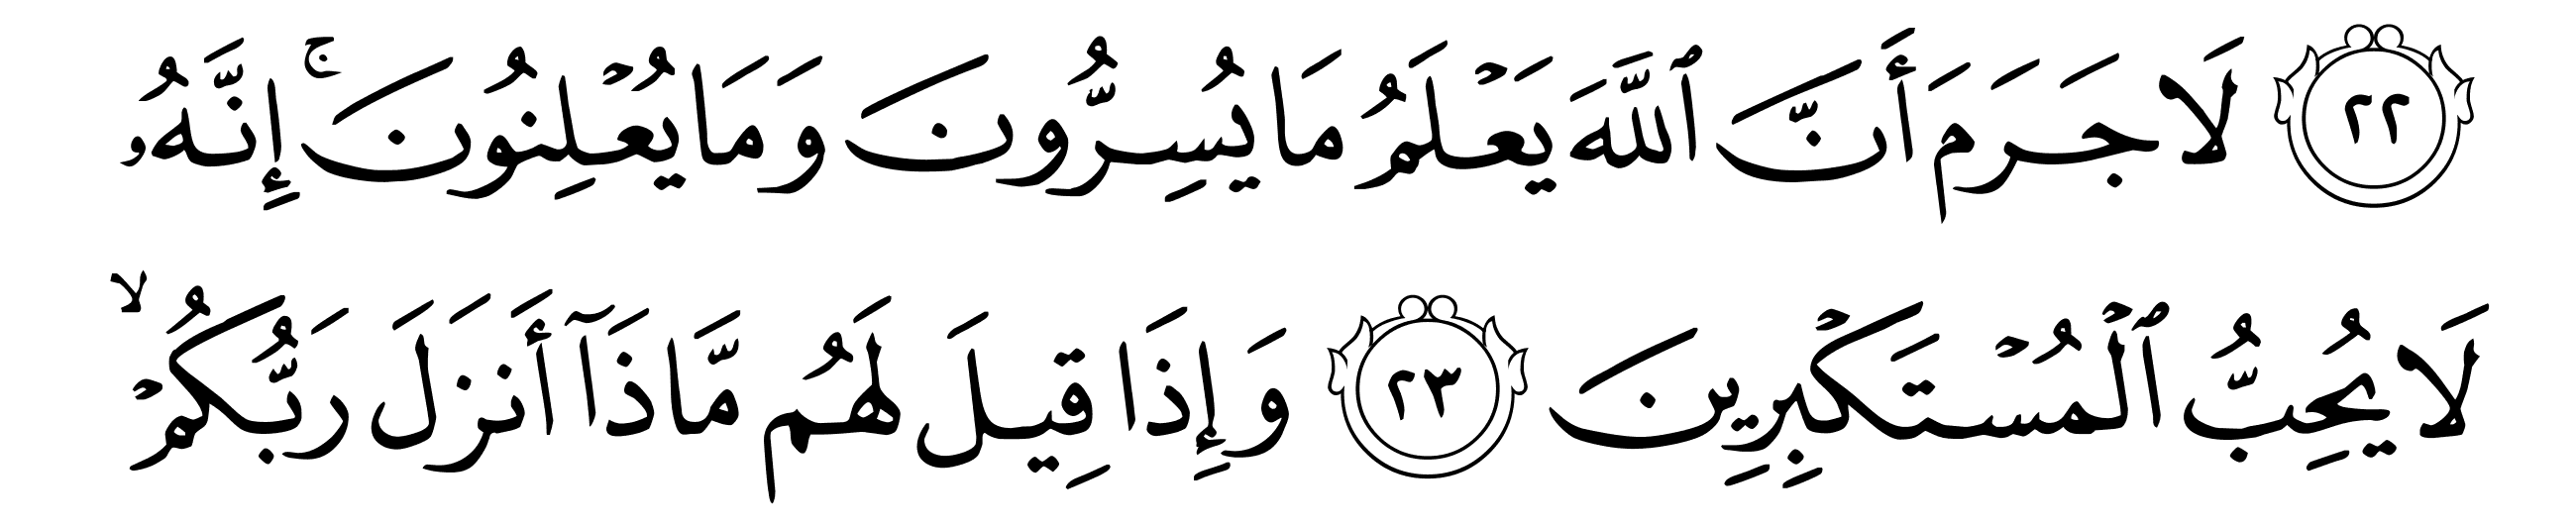 ٢٢ لَا جَرَمَ أَنَّ ٱللَّهَ يَعْلَمُ مَا يُسِرُّونَ وَمَا يُعْلِنُونَ ۚ إِنَّهُۥ
لَا يُحِبُّ ٱلْمُسْتَكْبِرِينَ ٢٣ وَإِذَا قِيلَ لَهُم مَّاذَآ أَنزَلَ رَبُّكُمْ ۙ